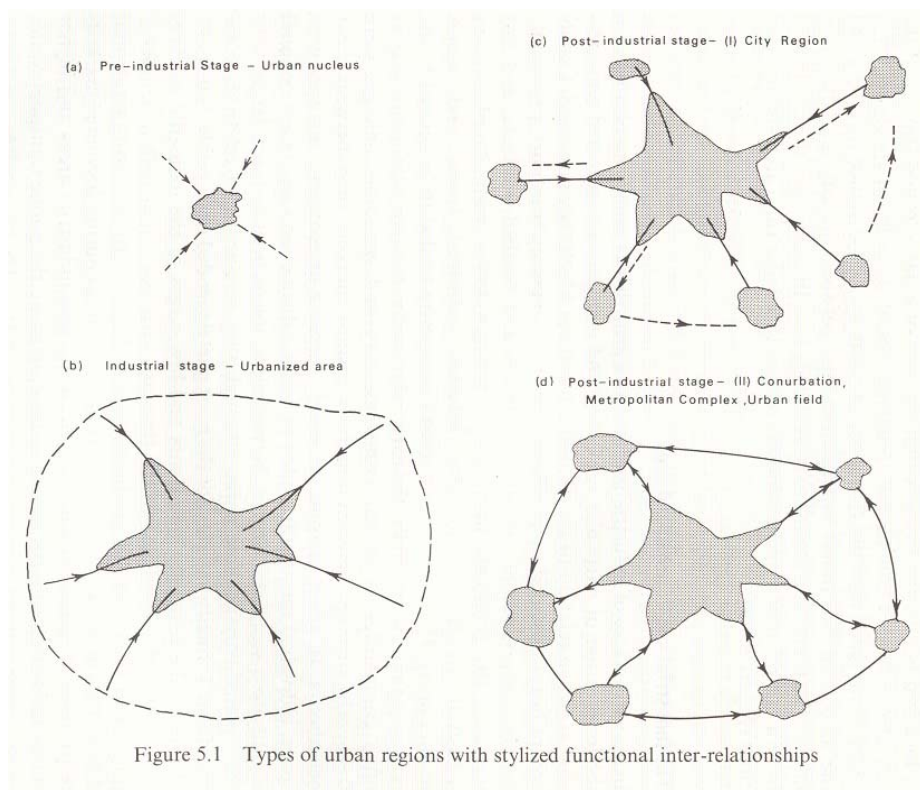 (a) Pre-industrial Stage - Urban nucleus
(b) Industrial stage - Urbanized area
(c) Post-industrial stage- (I) City Region
(d) Post-industrial stage- (II) Conurbation,
Metropolitan Complex ,Urban field
Figure 5.1 Types of urban regions with stylized functional inter-relationships